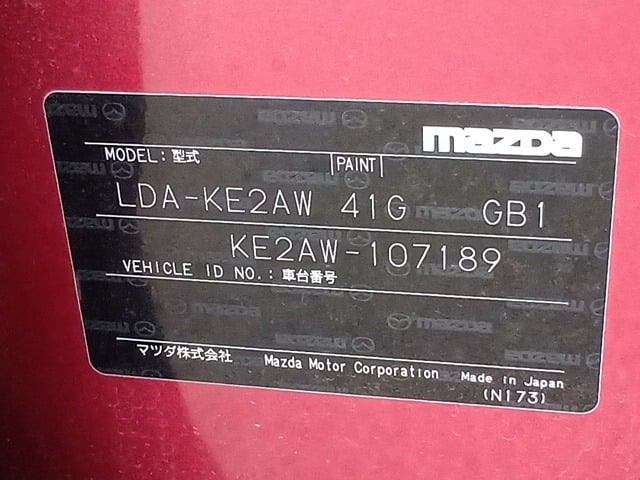 mazda
MODEL: 型式 PAINT
LDA-KE2AW 41G GB1
KE2AW-107189
VEHICLE ID NO.: 車台番号
マツダ株式会社 Mazda Motor Corporation Made in Japan
(N173)